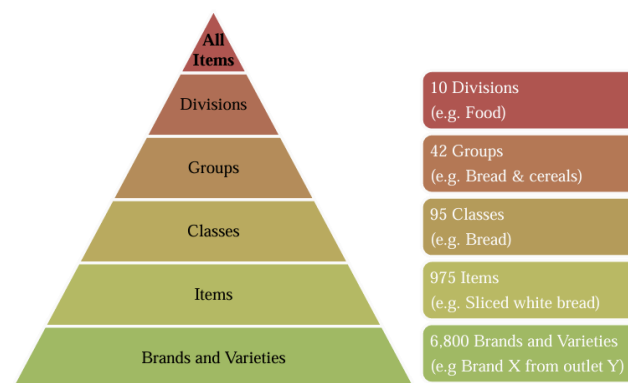 All
Items
Divisions
Groups
Classes
Items
Brands and Varieties
10 Divisions
(e.g. Food)
42 Groups
(e.g. Bread & cereals)
95 Classes
(e.g. Bread)
975 Items
(e.g. Sliced white bread)
6,800 Brands and Varieties
(e.g Brand X from outlet Y)